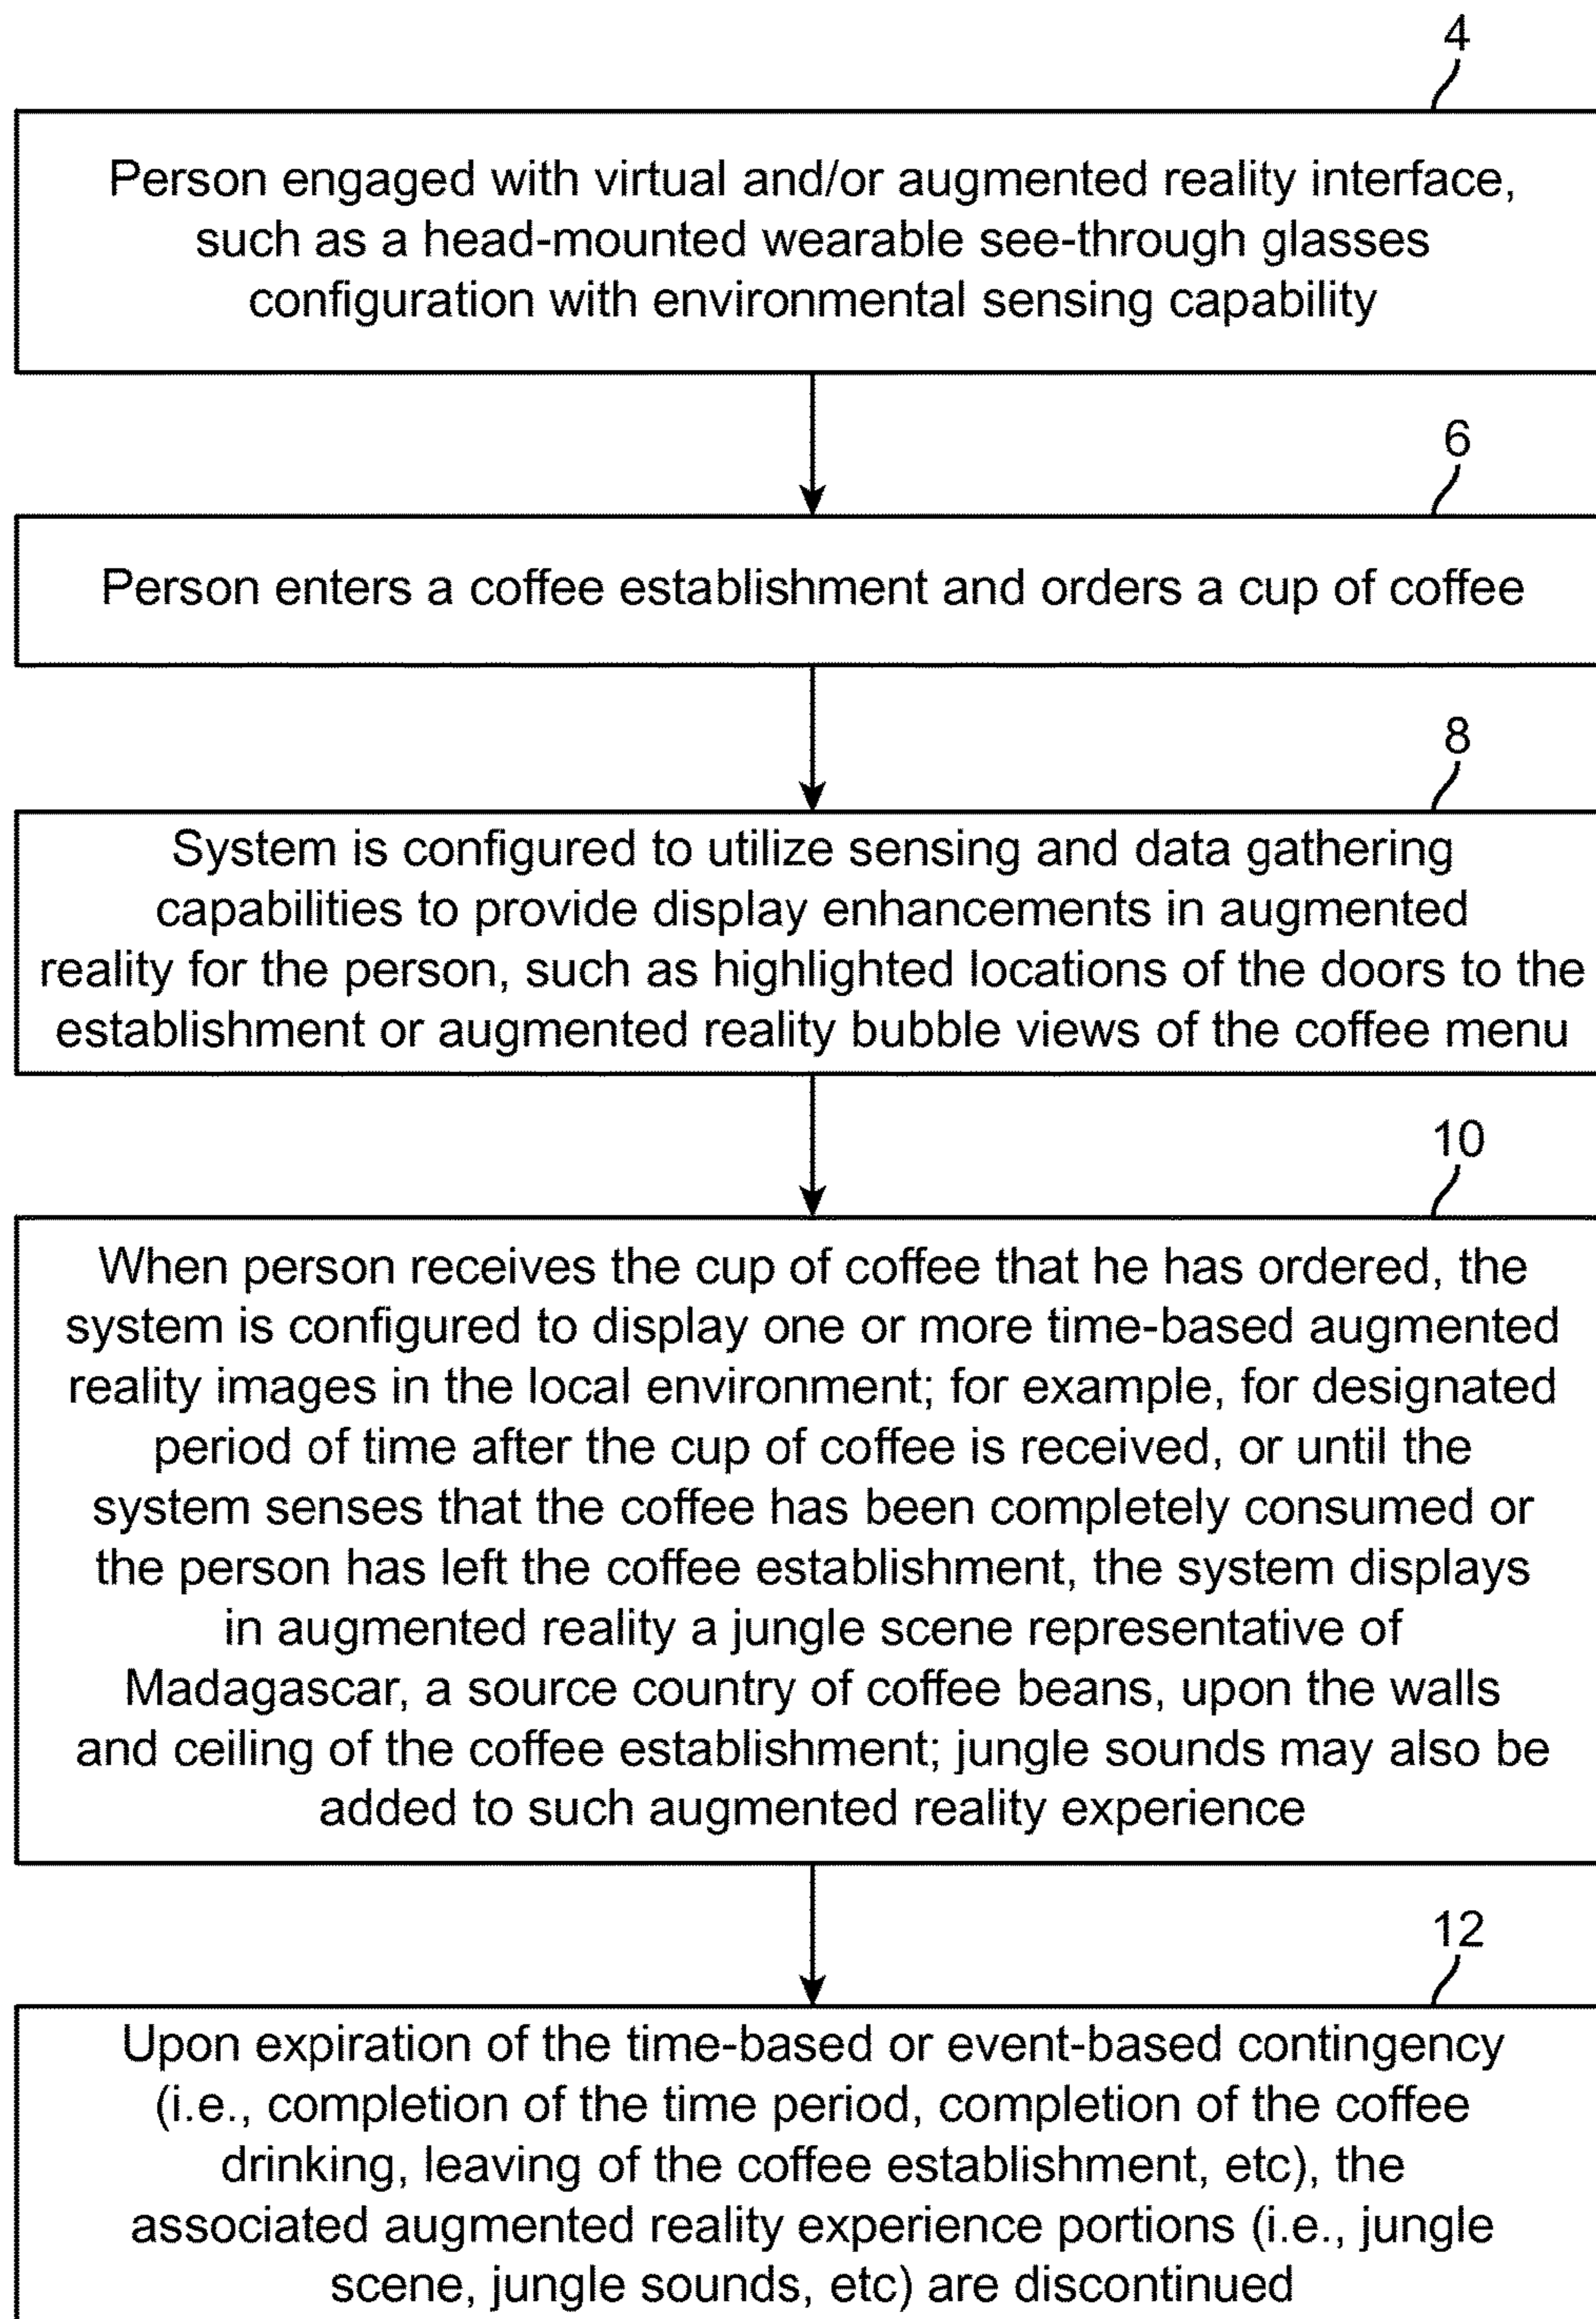 4
Person engaged with virtual and/or augmented reality interface,
such as a head-mounted wearable see-through glasses
configuration with environmental sensing capability
6
Person enters a coffee establishment and orders a cup of coffee
8
System is configured to utilize sensing and data gathering
capabilities to provide display enhancements in augmented
reality for the person, such as highlighted locations of the doors to the
establishment or augmented reality bubble views of the coffee menu
10
When person receives the cup of coffee that he has ordered, the
system is configured to display one or more time-based augmented
reality images in the local environment; for example, for designated
period of time after the cup of coffee is received, or until the
system senses that the coffee has been completely consumed or
the person has left the coffee establishment, the system displays
in augmented reality a jungle scene representative of
Madagascar, a source country of coffee beans, upon the walls
and ceiling of the coffee establishment; jungle sounds may also be
added to such augmented reality experience
12
Upon expiration of the time-based or event-based contingency
(i.e., completion of the time period, completion of the coffee
drinking, leaving of the coffee establishment, etc), the
associated augmented reality experience portions (i.e., jungle
scene, jungle sounds, etc) are discontinued